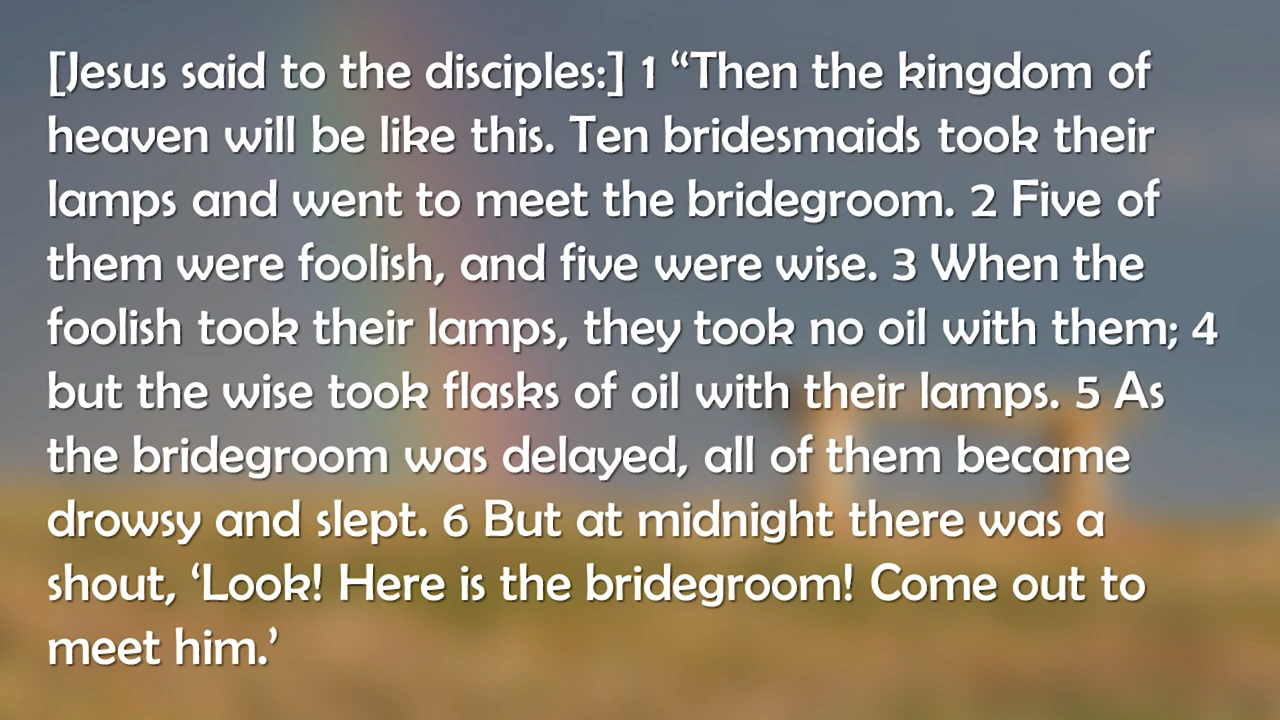 [Jesus said to the disciples:] 1 “Then the kingdom of
heaven will be like this. Ten bridesmaids took their
lamps and went to meet the bridegroom. 2 Five of
them were foolish, and five were wise. 3 When the
foolish took their lamps, they took no oil with them; 4
but the wise took flasks of oil with their lamps. 5 As
the bridegroom was delayed, all of them became
drowsy and slept. 6 But at midnight there was a
shout, ‘Look! Here is the bridegroom! Come out to
meet him.’